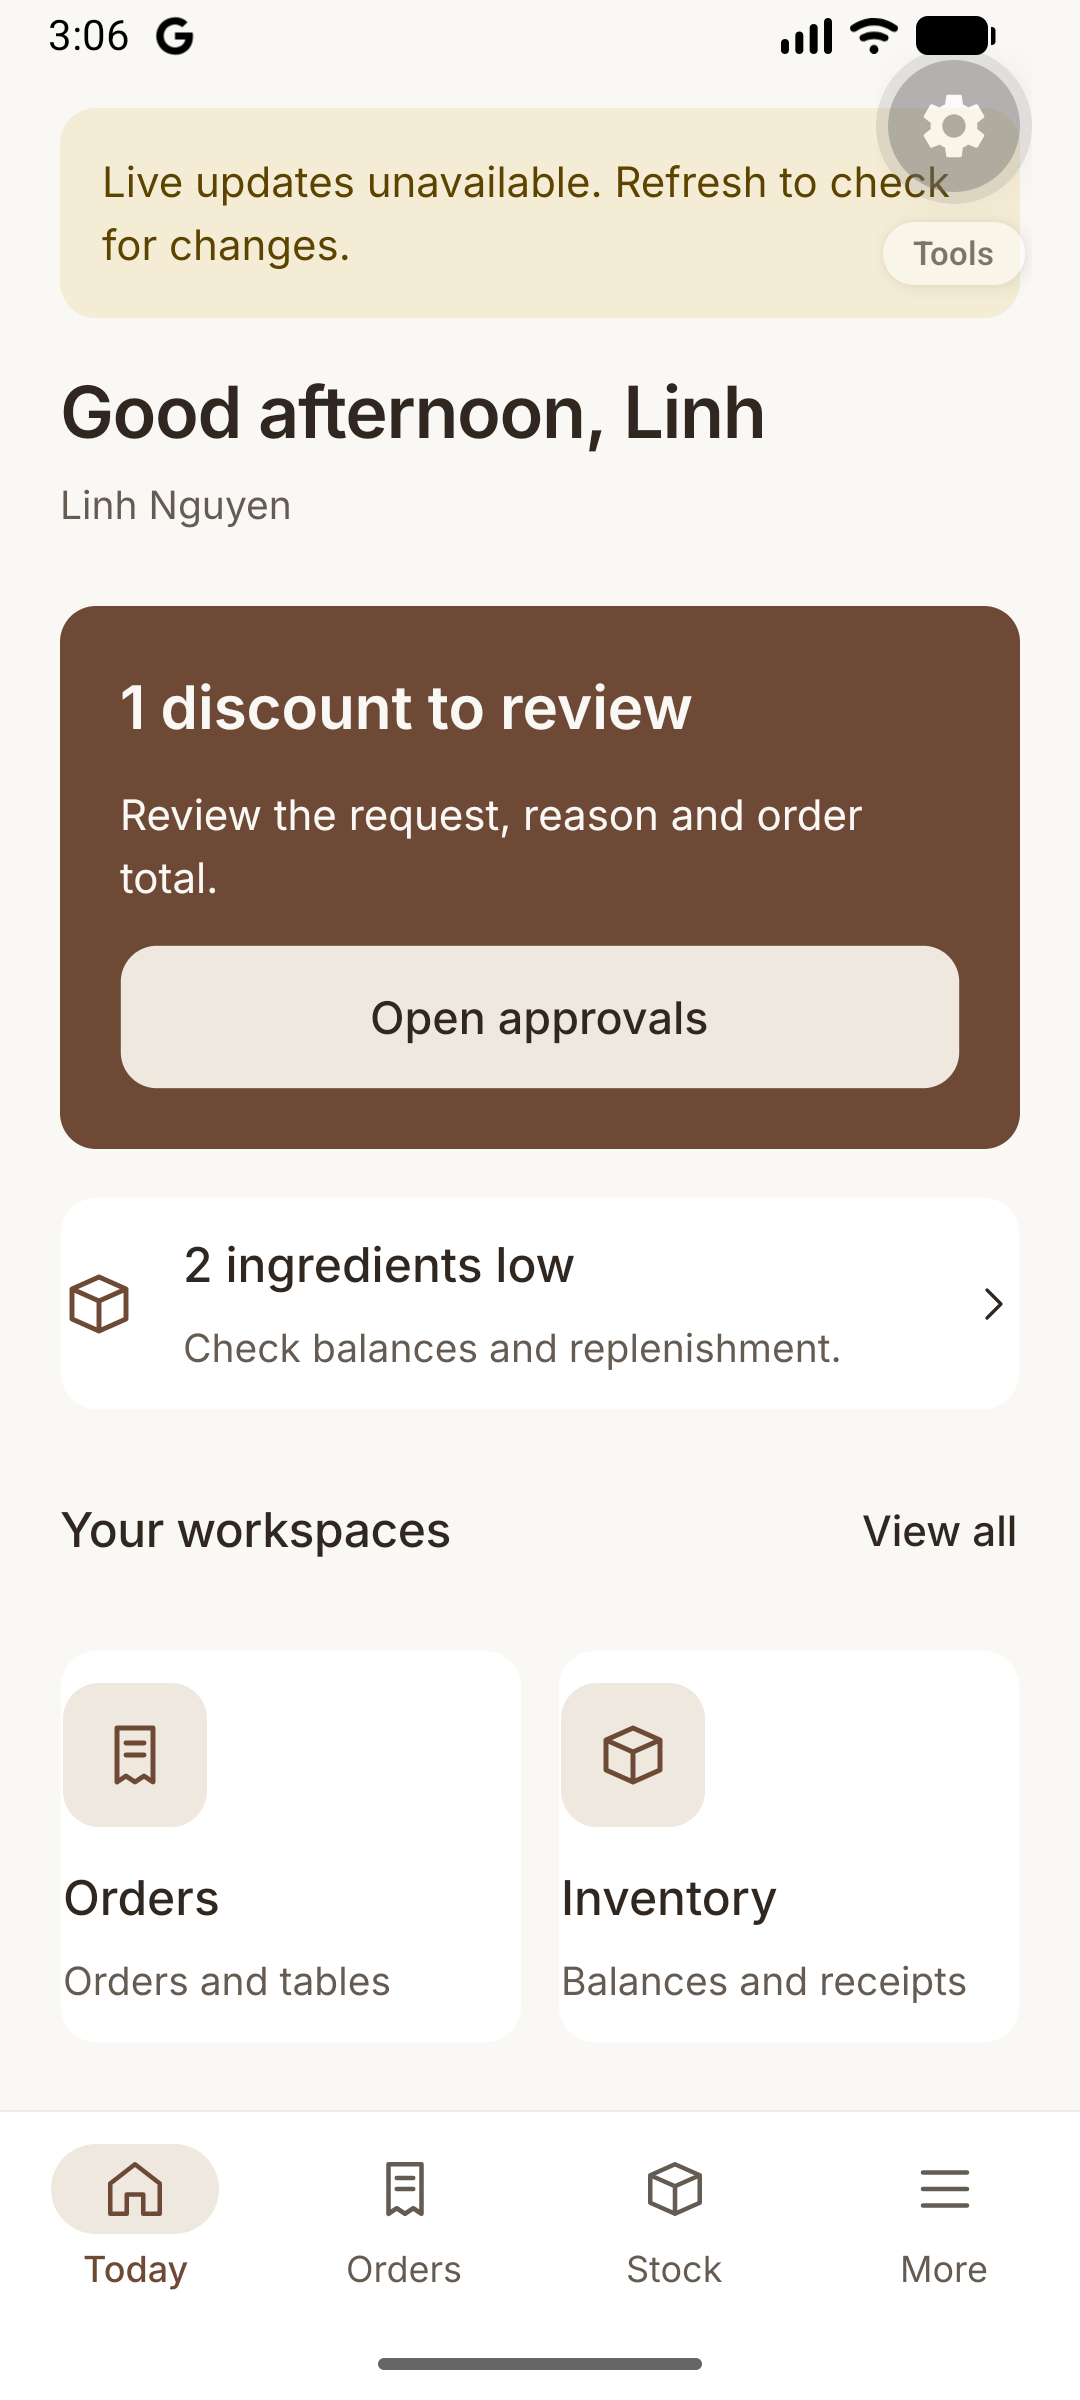 3:06
Live updates unavailable. Refresh to check
for changes.
Tools
Good afternoon, Linh
Linh Nguyen
1 discount to review
Review the request, reason and order
total.
Open approvals
2 ingredients low
Check balances and replenishment.
Your workspaces
View all
Orders
Orders and tables
Inventory
Balances and receipts
Today
Orders
Stock
More